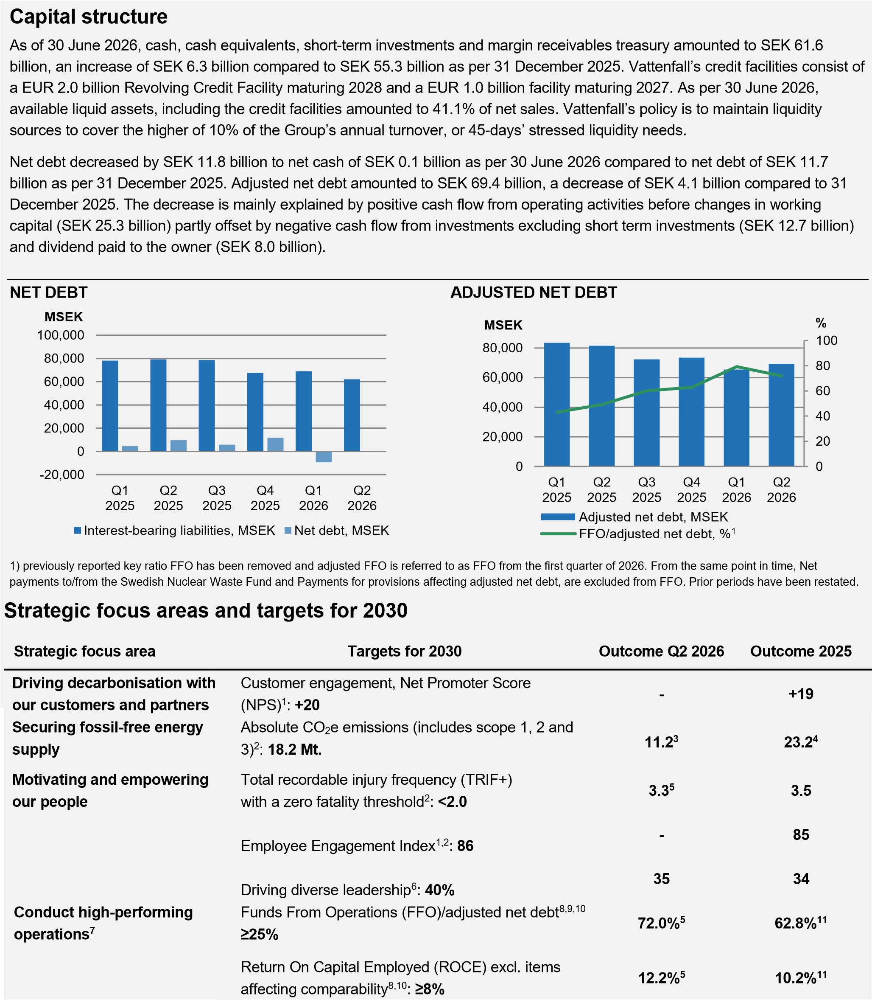 Capital structure
As of 30 June 2026, cash, cash equivalents, short-term investments and margin receivables treasury amounted to SEK 61.6
billion, an increase of SEK 6.3 billion compared to SEK 55.3 billion as per 31 December 2025. Vattenfall’s credit facilities consist of
a EUR 2.0 billion Revolving Credit Facility maturing 2028 and a EUR 1.0 billion facility maturing 2027. As per 30 June 2026,
available liquid assets, including the credit facilities amounted to 41.1% of net sales. Vattenfall’s policy is to maintain liquidity
sources to cover the higher of 10% of the Group’s annual turnover, or 45-days’ stressed liquidity needs.
Net debt decreased by SEK 11.8 billion to net cash of SEK 0.1 billion as per 30 June 2026 compared to net debt of SEK 11.7
billion as per 31 December 2025. Adjusted net debt amounted to SEK 69.4 billion, a decrease of SEK 4.1 billion compared to 31
December 2025. The decrease is mainly explained by positive cash flow from operating activities before changes in working
capital (SEK 25.3 billion) partly offset by negative cash flow from investments excluding short term investments (SEK 12.7 billion)
and dividend paid to the owner (SEK 8.0 billion).
NET DEBT
MSEK
100,000
80,000
60,000
40,000
20,000
0
-20,000
Q1 Q2 Q3 Q4 Q1 Q2
2025 2025 2025 2025 2026 2026
Interest-bearing liabilities, MSEK Net debt, MSEK
ADJUSTED NET DEBT
MSEK %
80,000
60,000
40,000
20,000
0
100
80
60
40
20
0
Q1 Q2 Q3 Q4 Q1 Q2
2025 2025 2025 2025 2026 2026
Adjusted net debt, MSEK
FFO/adjusted net debt, %¹
1) previously reported key ratio FFO has been removed and adjusted FFO is referred to as FFO from the first quarter of 2026. From the same point in time, Net
payments to/from the Swedish Nuclear Waste Fund and Payments for provisions affecting adjusted net debt, are excluded from FFO. Prior periods have been restated.
Strategic focus areas and targets for 2030
Strategic focus area Targets for 2030 Outcome Q2 2026 Outcome 2025
Driving decarbonisation with
our customers and partners
Customer engagement, Net Promoter Score
(NPS)¹: +20
- +19
Securing fossil-free energy
supply
Absolute CO₂e emissions (includes scope 1, 2 and
3)²: 18.2 Mt.
11.2³ 23.2⁴
Motivating and empowering
our people
Total recordable injury frequency (TRIF+)
with a zero fatality threshold²: <2.0
3.3⁵ 3.5
Employee Engagement Index¹,²: 86
- 85
Driving diverse leadership⁶: 40%
35 34
Conduct high-performing
operations⁷
Funds From Operations (FFO)/adjusted net debt⁸,⁹,¹⁰
≥25%
72.0%⁵ 62.8%¹¹
Return On Capital Employed (ROCE) excl. items
affecting comparability⁸,¹⁰: ≥8%
12.2%⁵ 10.2%¹¹